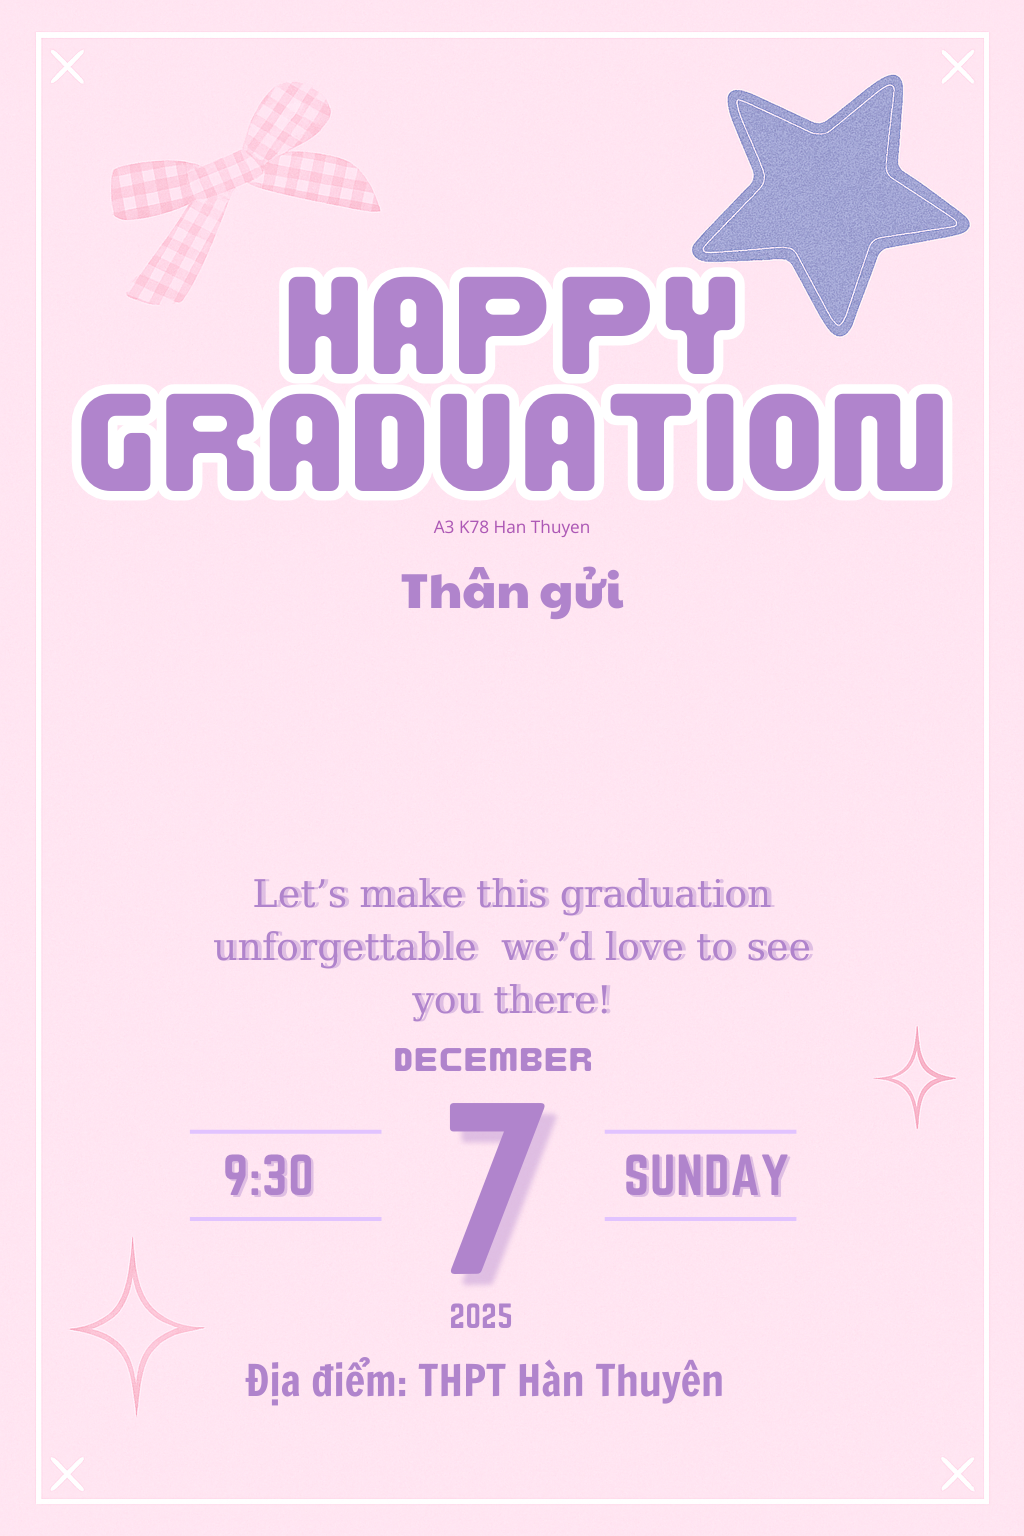 HAPPY
GRADUATION
A3 K78 Han Thuyen
Thân gửi
Let’s make this graduation
unforgettable we’d love to see
you there!
DECEMBER
7
9:30
SUNDAY
2025
Địa điểm: THPT Hàn Thuyên